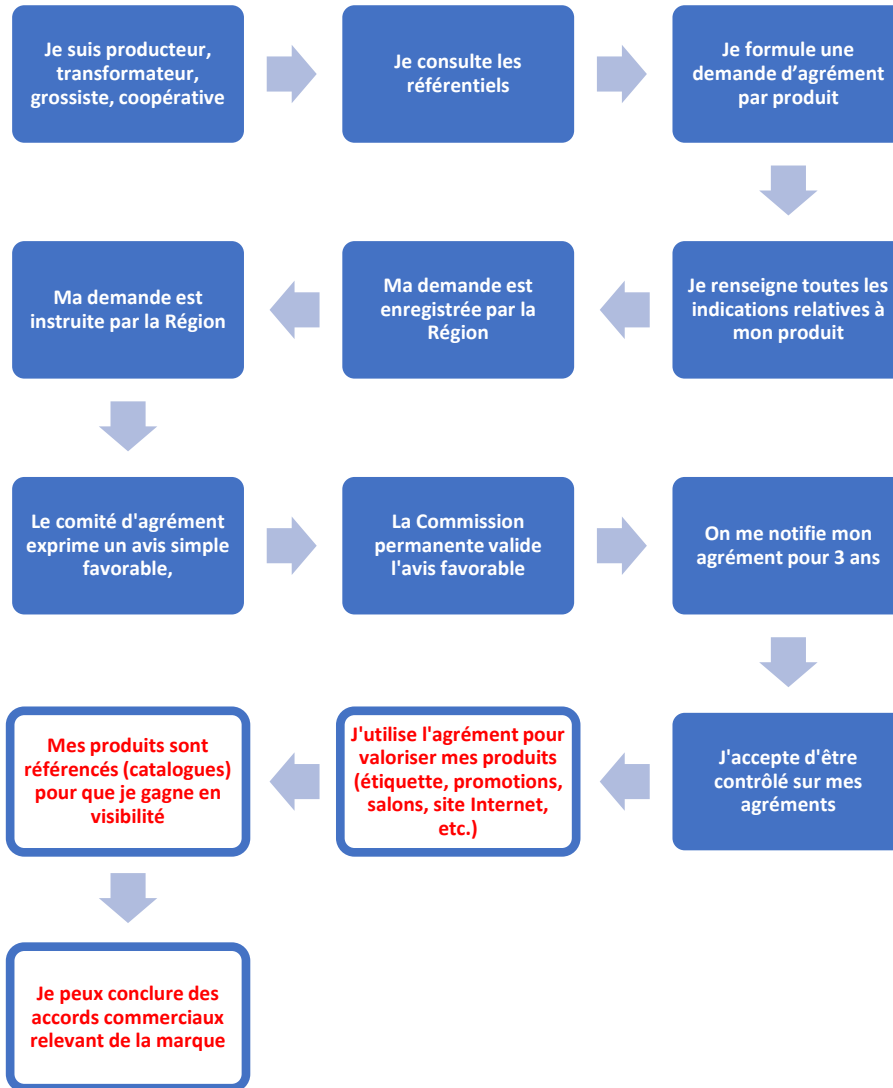 Je suis producteur,
transformateur,
grossiste, coopérative
Je consulte les
référentiels
Je formule une
demande d’agrément
par produit
Je renseigne toutes les
indications relatives à
mon produit
Ma demande est
enregistrée par la
Région
Ma demande est
instruite par la Région
Le comité d'agrément
exprime un avis simple
favorable,
La Commission
permanente valide
l'avis favorable
On me notifie mon
agrément pour 3 ans
J'accepte d'être
contrôlé sur mes
agréments
J'utilise l'agrément pour
valoriser mes produits
(étiquette, promotions,
salons, site Internet,
etc.)
Mes produits sont
référencés (catalogues)
pour que je gagne en
visibilité
Je peux conclure des
accords commerciaux
relevant de la marque